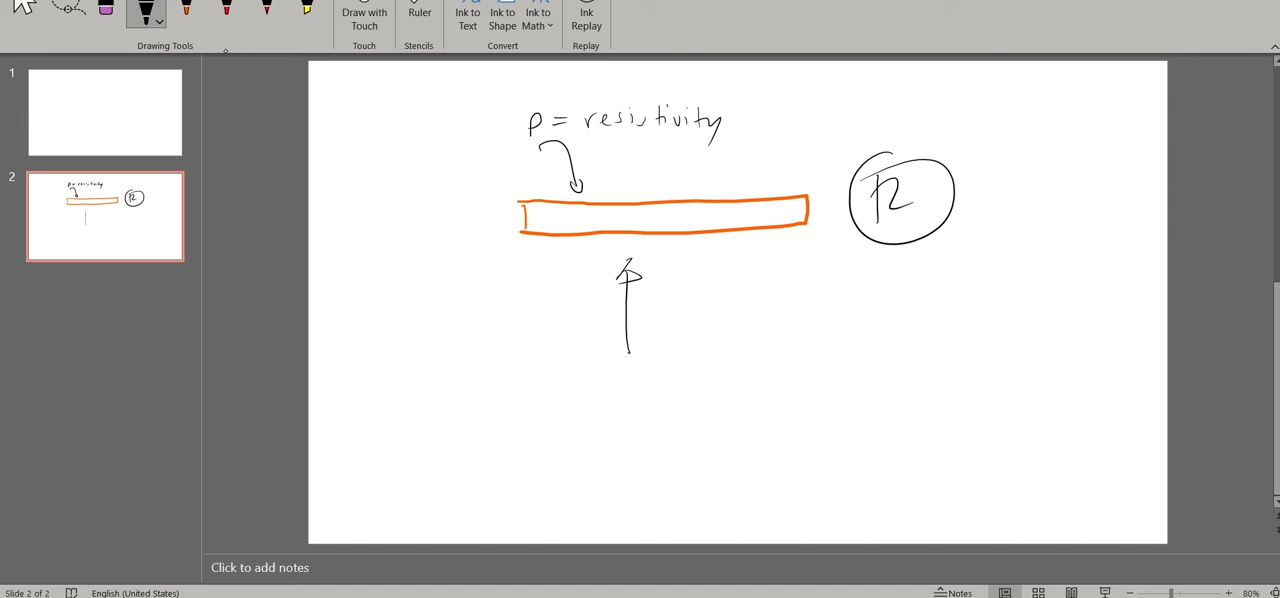 Draw with Touch
Ruler
Ink to Text
Ink to Shape
Ink to Math
Ink Replay
Drawing Tools
Touch
Stencils
Convert
Replay
1
2
ρ = resistivity
R
ρ = resistivity
R
Click to add notes
Slide 2 of 2
English (United States)
Notes
80%